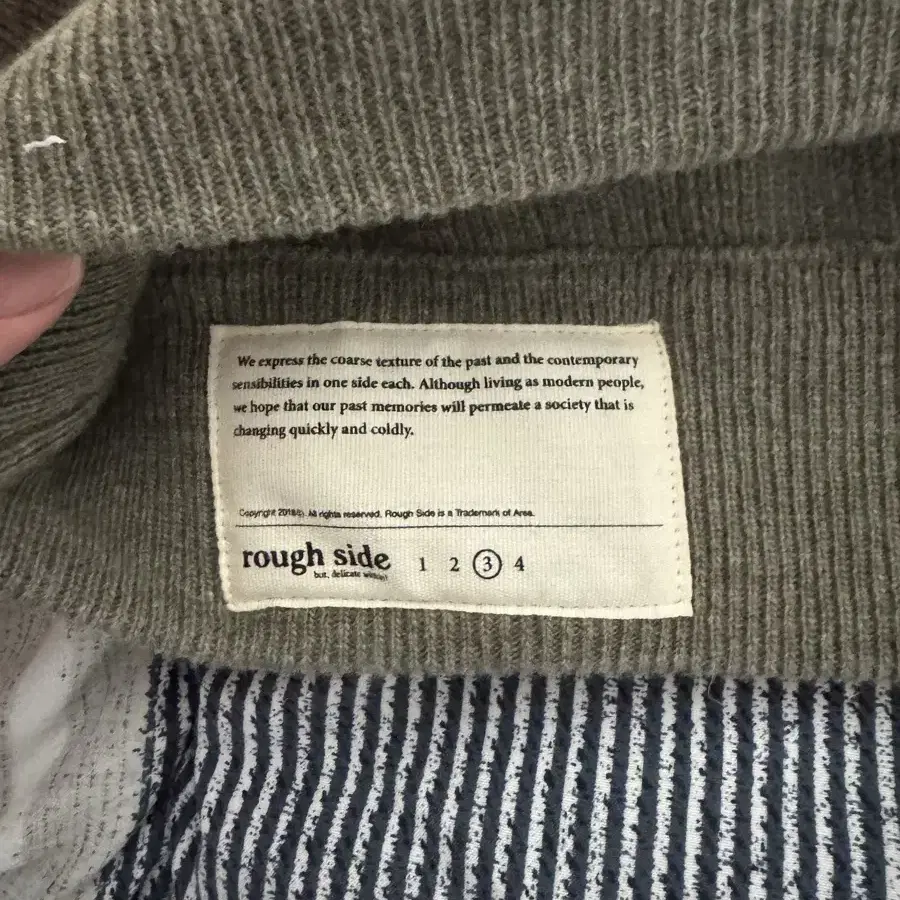 We express the coarse texture of the past and the contemporary
sensibilities in one side each. Although living as modern people,
we hope that our past memories will permeate a society that is
changing quickly and coldly.
Copyright 2018©. All rights reserved. Rough Side is a Trademark of Area.
rough side 1 2 3 4
but, delicate